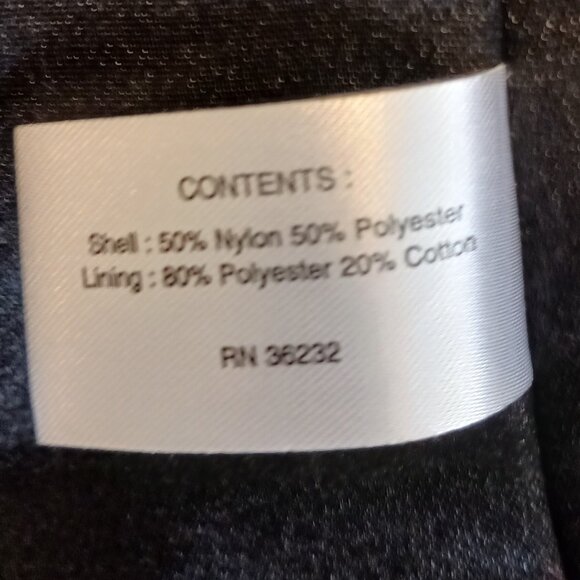 CONTENTS :
Shell : 50% Nylon 50% Polyester
Lining : 80% Polyester 20% Cotton
RN 36232